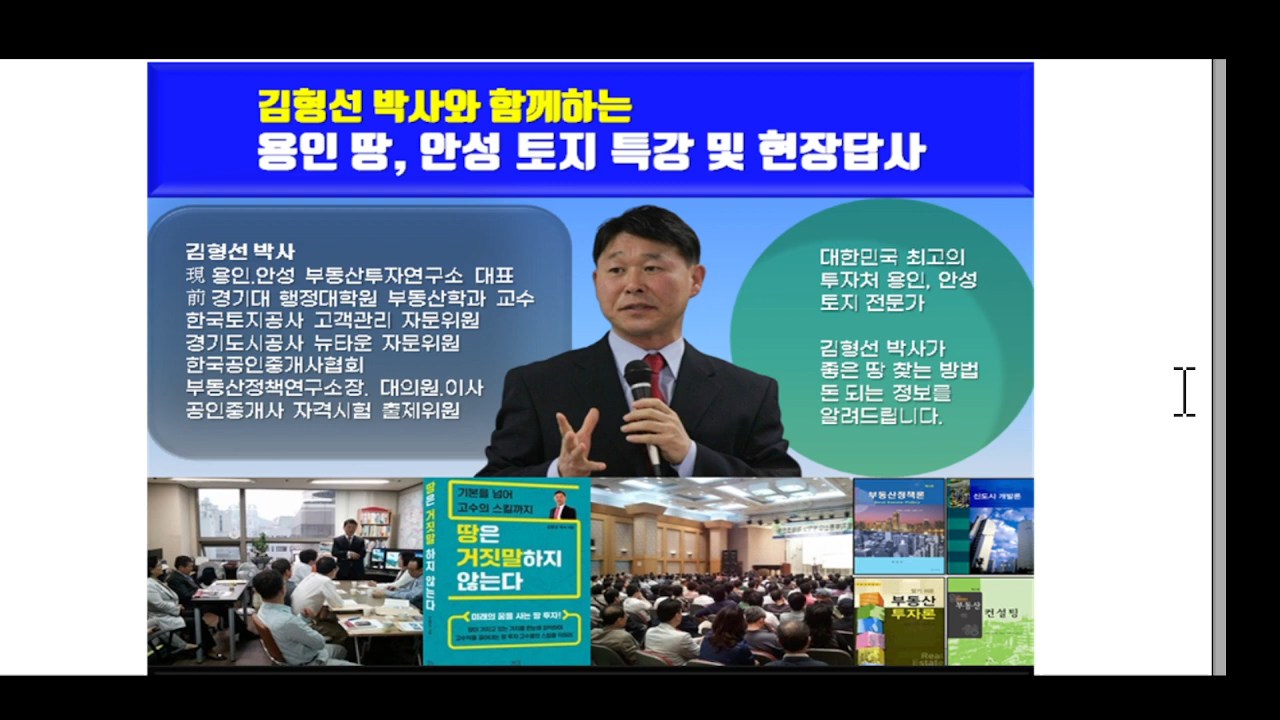 김형선 박사와 함께하는
용인 땅, 안성 토지 특강 및 현장답사
김형선 박사
現 용인.안성 부동산투자연구소 대표
前 경기대 행정대학원 부동산학과 교수
한국토지공사 고객관리 자문위원
경기도시공사 뉴타운 자문위원
한국공인중개사협회
부동산정책연구소장. 대의원.이사
공인중개사 자격시험 출제위원
대한민국 최고의
투자처 용인, 안성
토지 전문가
김형선 박사가
좋은 땅 찾는 방법
돈 되는 정보를
알려드립니다.
땅은 거짓말하지 않는다
기본을 넘어
고수의 스킬까지
땅은
거짓말하지
않는다
미래의 꿈을 사는 땅 투자!
부동산정책론
신도시 개발론
부동산
투자론
Real
부동산
컨설팅